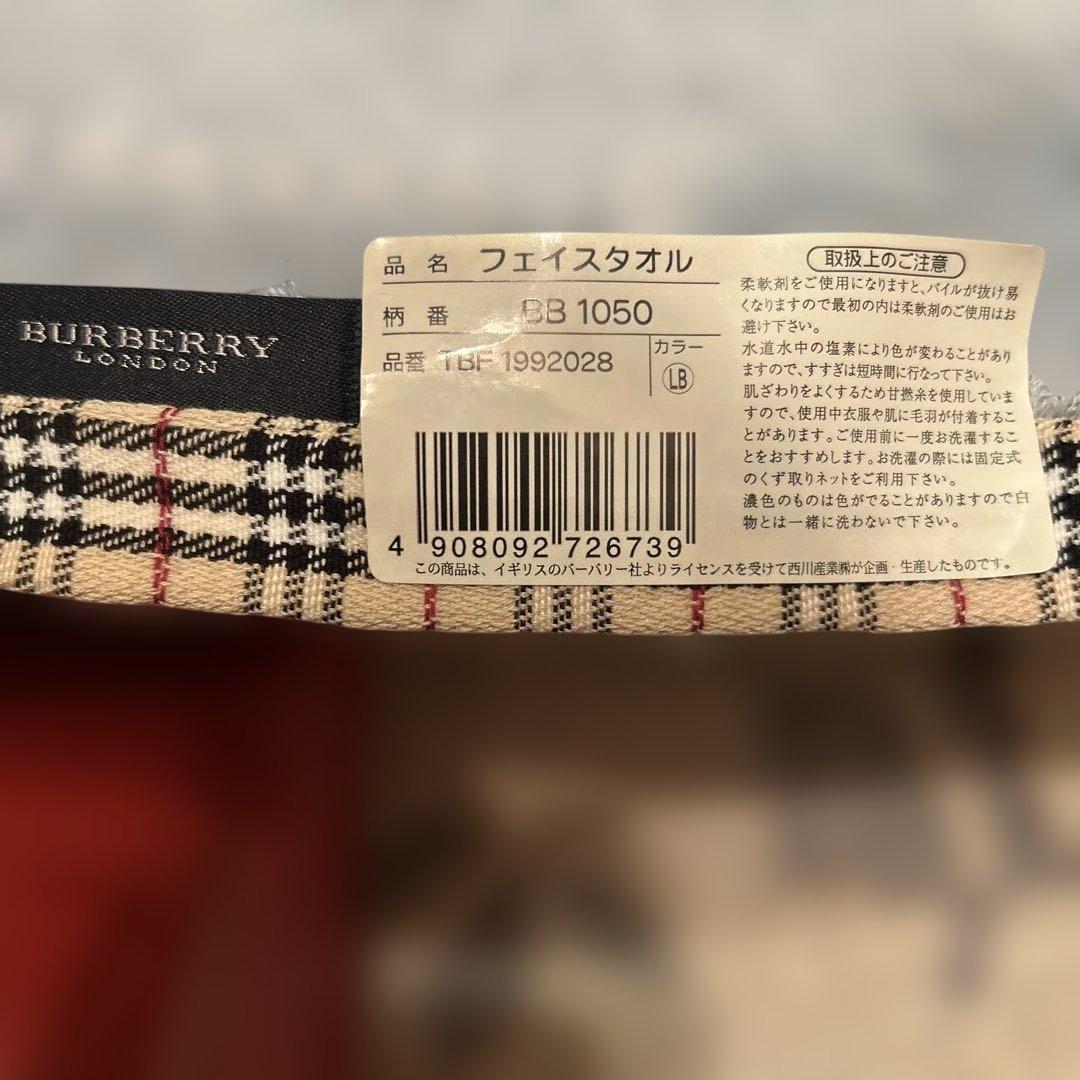 BURBERRY
LONDON
品 名 フェイスタオル
柄 番 BB 1050
品番 TBF 1992028
カラー
LB
4 908092 726739
取扱上のご注意
柔軟剤をご使用になりますと、パイルが抜け易
くなりますので最初の内は柔軟剤のご使用はお
避け下さい。
水道水中の塩素により色が変わることがあり
ますので、すすぎは短時間に行なって下さい。
肌ざわりをよくするため甘撚糸を使用していま
すので、使用中衣服や肌に毛羽が付着するこ
とがあります。ご使用前に一度お洗濯するこ
とをおすすめします。お洗濯の際には固定式
のくず取りネットをご利用下さい。
濃色のものは色がでることがありますので白
物とは一緒に洗わないで下さい。
この商品は、イギリスのバーバリー社よりライセンスを受けて西川産業㈱が企画・生産したものです。